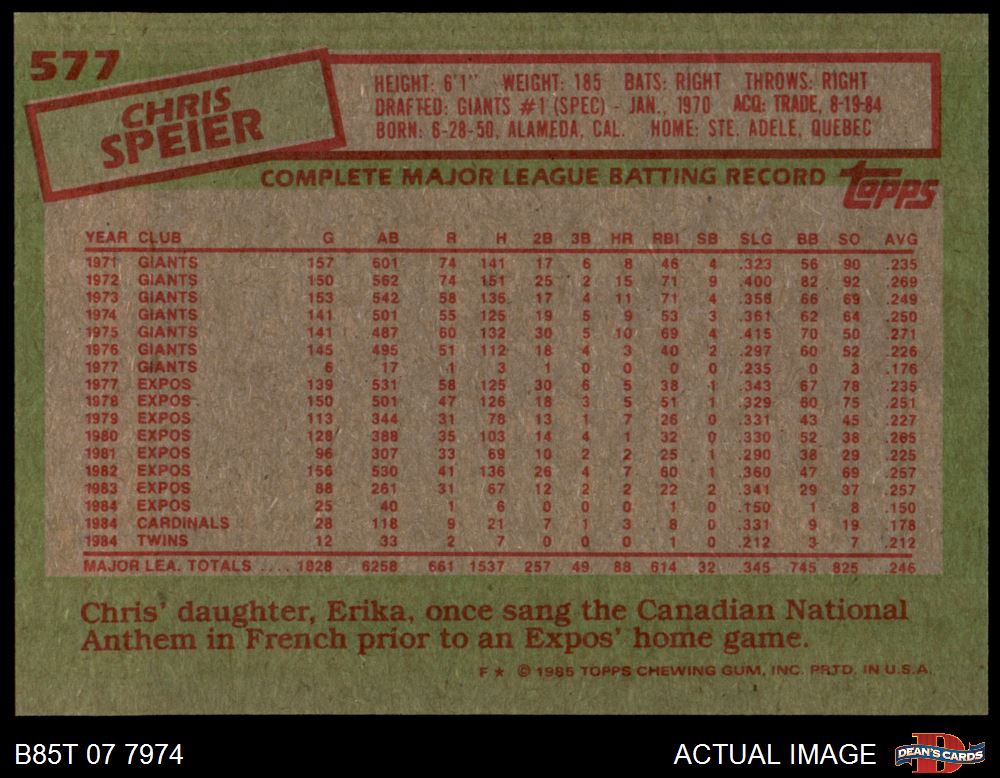 577
CHRIS
SPEIER
HEIGHT: 6'1" WEIGHT: 185 BATS: RIGHT THROWS: RIGHT
DRAFTED: GIANTS #1 (SPEC) - JAN., 1970 ACQ: TRADE, 8-19-84
BORN: 6-28-50, ALAMEDA, CAL. HOME: STE. ADELE, QUEBEC
COMPLETE MAJOR LEAGUE BATTING RECORD topps
YEAR CLUB G AB R H 2B 3B HR RBI SB SLG BB SO AVG
1971 GIANTS 157 601 74 141 17 6 8 46 4 .323 56 90 .235
1972 GIANTS 150 562 74 151 25 2 15 71 9 .400 82 92 .269
1973 GIANTS 153 542 58 135 17 4 11 71 4 .356 66 69 .249
1974 GIANTS 141 501 55 125 19 5 9 53 3 .361 62 64 .250
1975 GIANTS 141 487 60 132 30 5 10 69 4 .415 70 50 .271
1976 GIANTS 145 495 51 112 18 4 3 40 2 .297 60 52 .226
1977 GIANTS 6 17 1 3 1 0 0 0 0 .235 0 3 .176
1977 EXPOS 139 531 58 125 30 6 5 38 1 .343 67 78 .235
1978 EXPOS 150 501 47 126 18 3 5 51 1 .329 60 75 .251
1979 EXPOS 113 344 31 78 13 1 7 26 0 .331 43 45 .227
1980 EXPOS 128 388 35 103 14 4 1 32 0 .330 52 38 .265
1981 EXPOS 96 307 33 69 10 2 2 25 1 .290 38 29 .225
1982 EXPOS 156 530 41 136 26 4 7 60 1 .360 47 69 .257
1983 EXPOS 88 261 31 67 12 2 2 22 2 .341 29 37 .257
1984 EXPOS 25 40 1 6 0 0 0 1 0 .150 1 8 .150
1984 CARDINALS 28 118 9 21 7 1 3 8 0 .331 9 19 .178
1984 TWINS 12 33 2 7 0 0 0 1 0 .212 3 7 .212
MAJOR LEA. TOTALS .... 1828 6258 661 1537 257 49 88 614 32 .345 745 825 .246
Chris' daughter, Erika, once sang the Canadian National
Anthem in French prior to an Expos' home game.
F * © 1985 TOPPS CHEWING GUM, INC. PRTD. IN U.S.A.
B85T 07 7974 ACTUAL IMAGE DEAN'S CARDS